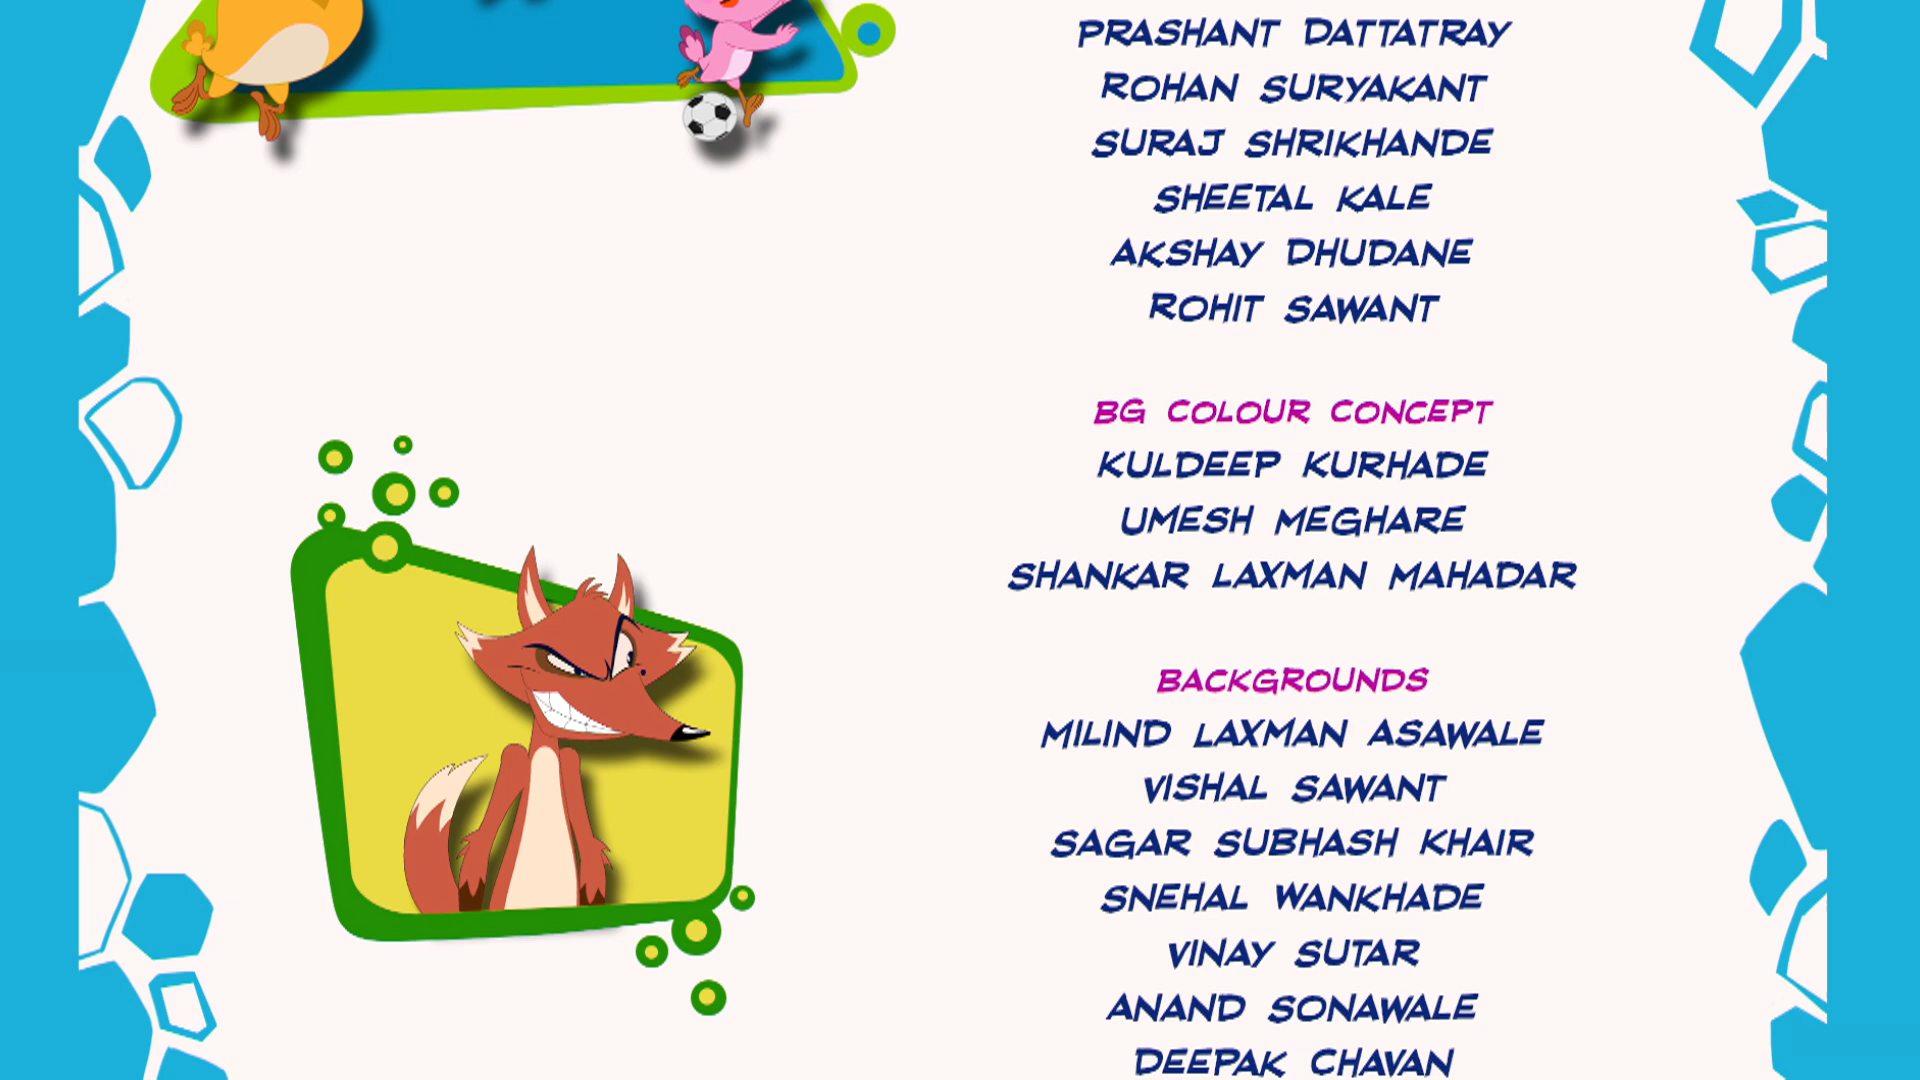 PRASHANT DATTATRAY
ROHAN SURYAKANT
SURAJ SHRIKHANDE
SHEETAL KALE
AKSHAY DHUDANE
ROHIT SAWANT
BG COLOUR CONCEPT
KULDEEP KURHADE
UMESH MEGHARE
SHANKAR LAXMAN MAHADAR
BACKGROUNDS
MILIND LAXMAN ASAWALE
VISHAL SAWANT
SAGAR SUBHASH KHAIR
SNEHAL WANKHADE
VINAY SUTAR
ANAND SONAWALE
DEEPAK CHAVAN